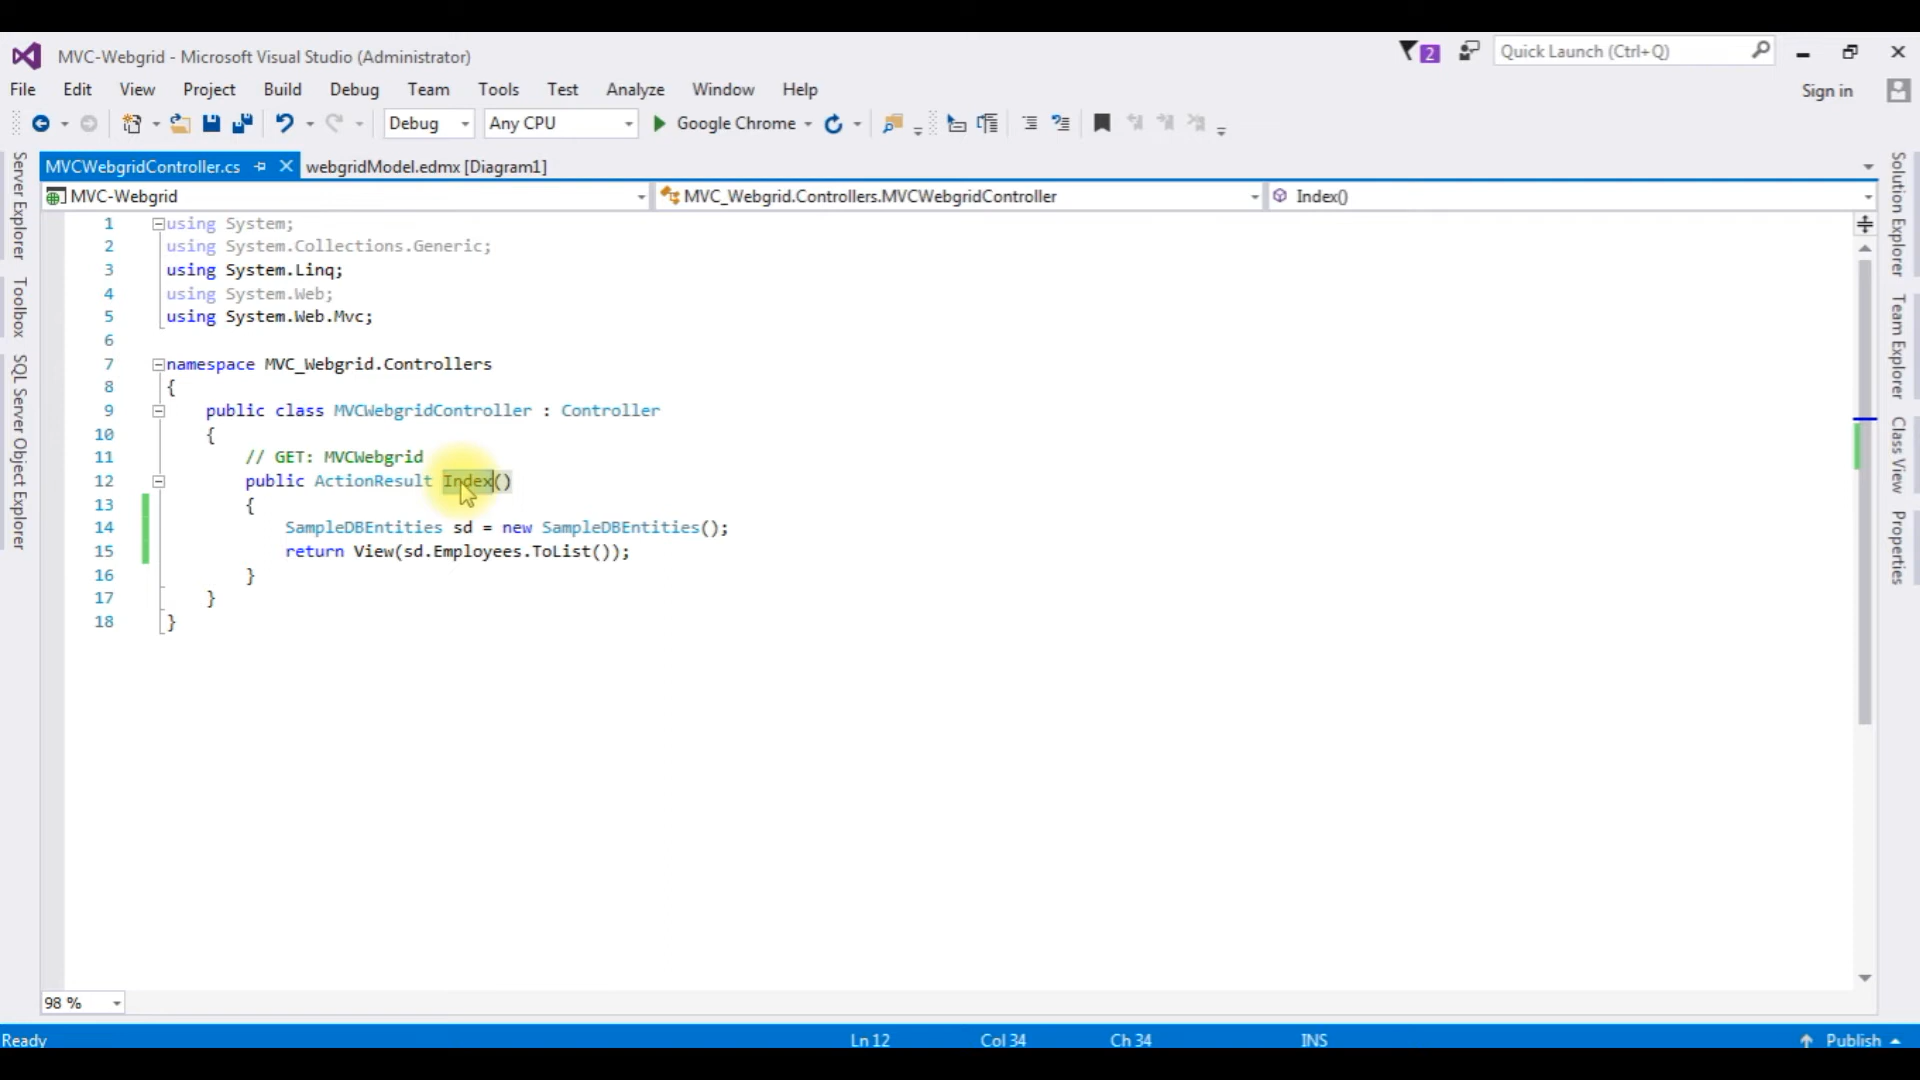 MVC-Webgrid - Microsoft Visual Studio (Administrator)
2
Quick Launch (Ctrl+Q)
File Edit View Project Build Debug Team Tools Test Analyze Window Help
Sign in
Debug Any CPU Google Chrome
MVCWebgridController.cs webgridModel.edmx [Diagram1]
MVC-Webgrid MVC_Webgrid.Controllers.MVCWebgridController Index()
Server Explorer
Toolbox
SQL Server Object Explorer
1 using System;
2 using System.Collections.Generic;
3 using System.Linq;
4 using System.Web;
5 using System.Web.Mvc;
6
7 namespace MVC_Webgrid.Controllers
8 {
9 public class MVCWebgridController : Controller
10 {
11 // GET: MVCWebgrid
12 public ActionResult Index()
13 {
14 SampleDBEntities sd = new SampleDBEntities();
15 return View(sd.Employees.ToList());
16 }
17 }
18 }
Solution Explorer
Team Explorer
Class View
Properties
98 %
Ready Ln 12 Col 34 Ch 34 INS Publish